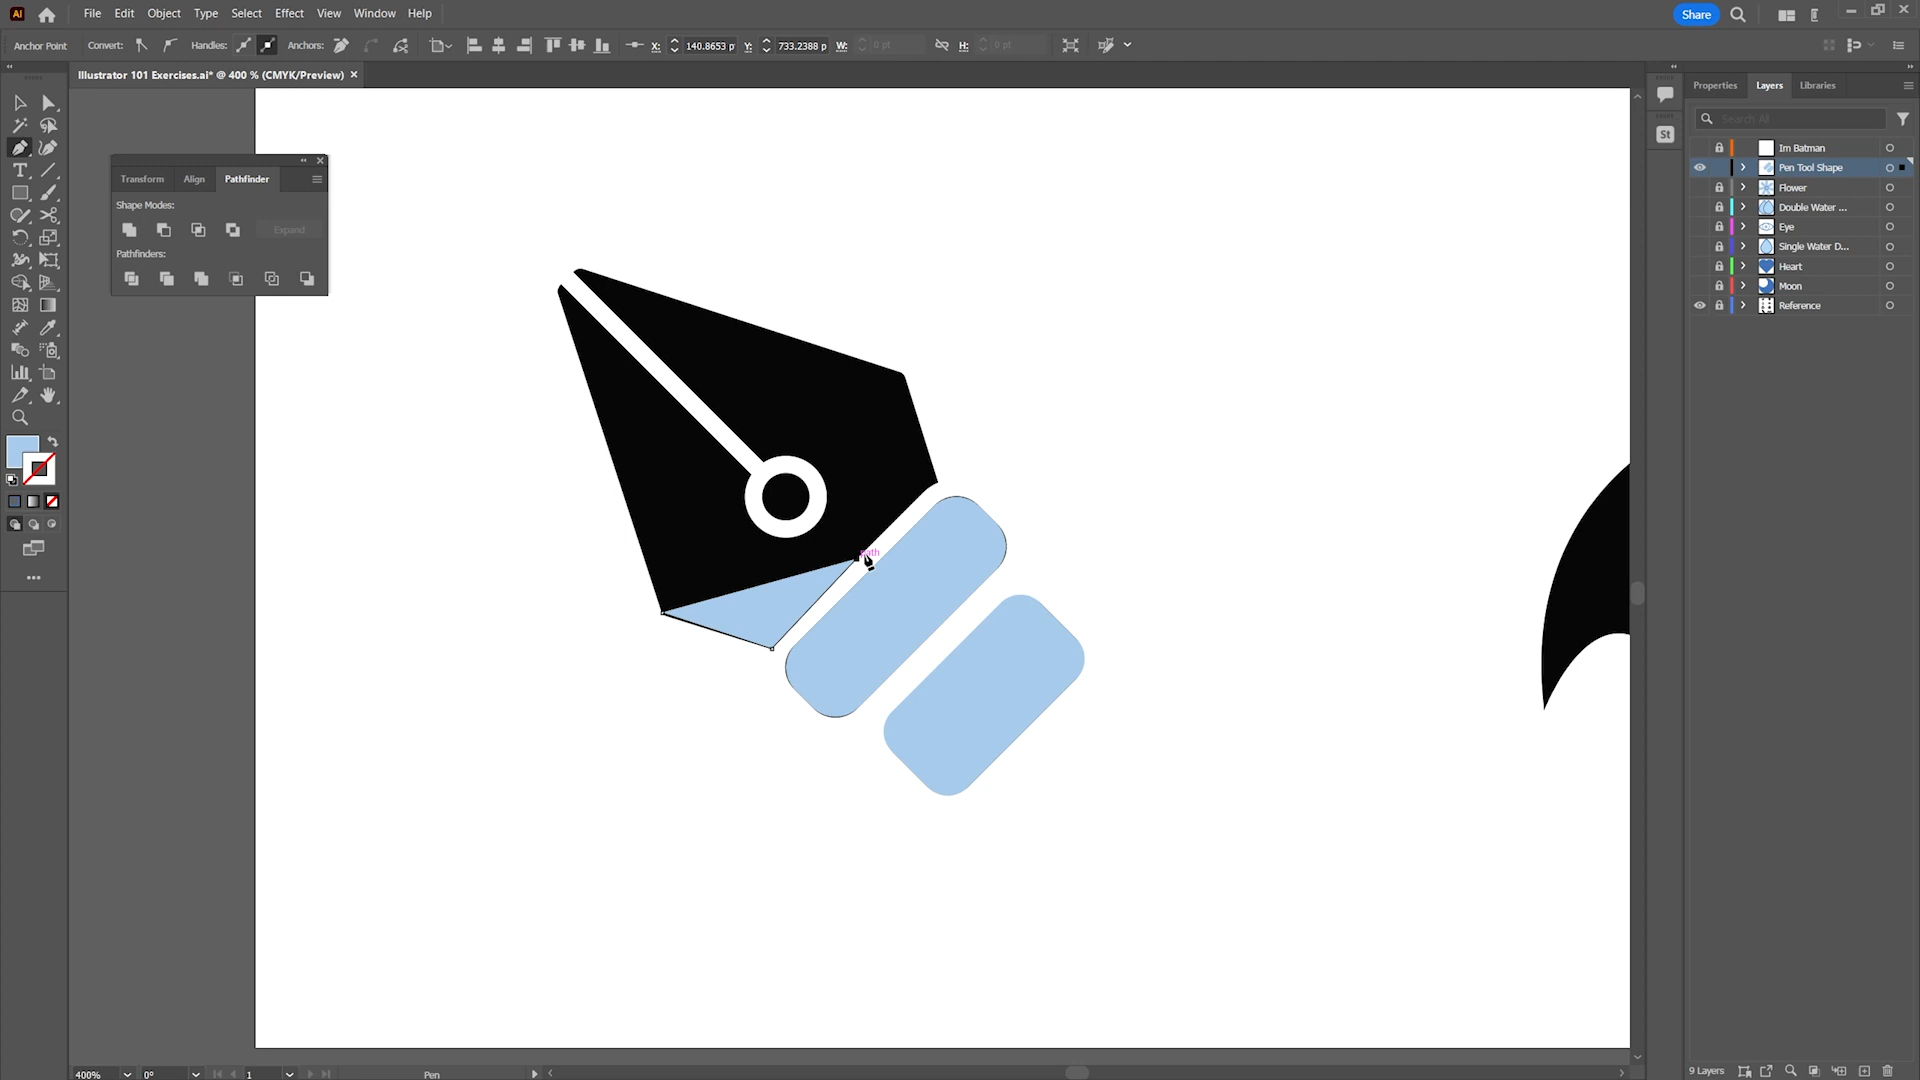 Ai File Edit Object Type Select Effect View Window Help Share
Anchor Point Convert: Handles: Anchors: X: 140.8653 p Y: 733.2388 p W: 0 pt H: 0 pt
Illustrator 101 Exercises.ai* @ 400 % (CMYK/Preview) ×
Properties Layers Libraries
Search All
St
Im Batman
Pen Tool Shape
Flower
Double Water ...
Eye
Single Water D...
Heart
Moon
Reference
Transform Align Pathfinder
Shape Modes:
Expand
Pathfinders:
path
400% 0° 1 Pen
9 Layers